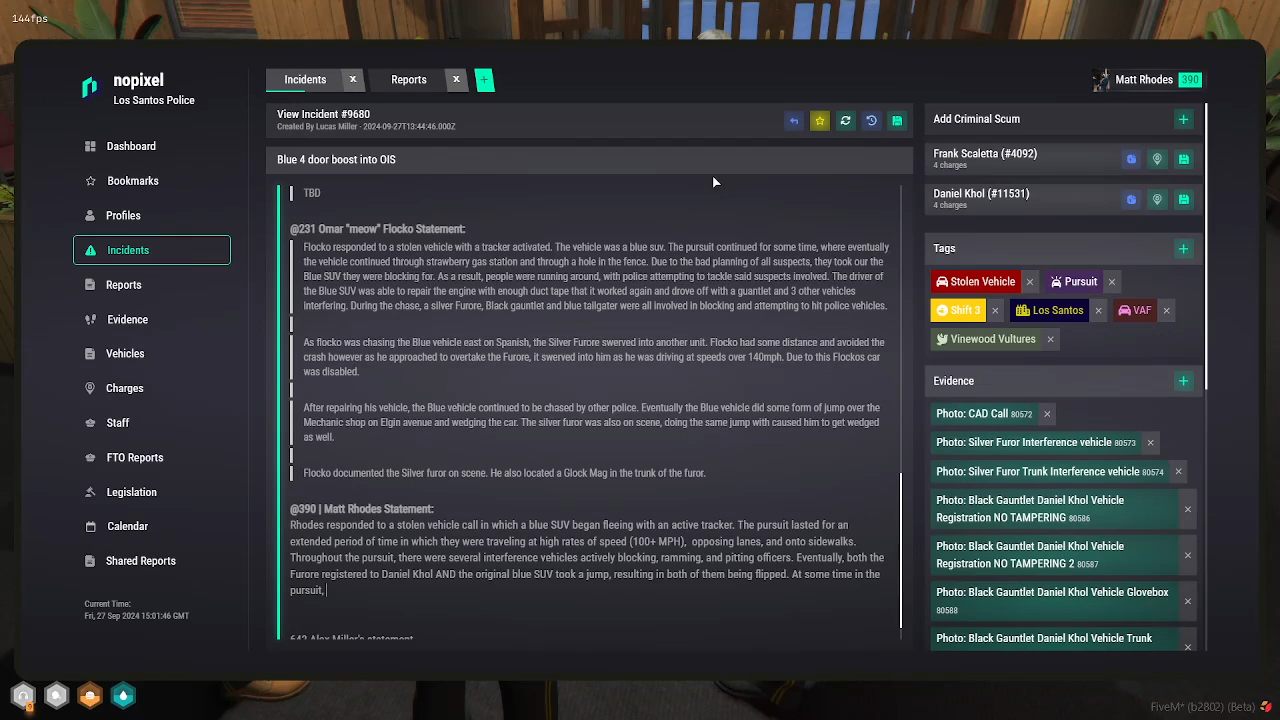 144fps
nopixel
Los Santos Police
Dashboard
Bookmarks
Profiles
Incidents
Reports
Evidence
Vehicles
Charges
Staff
FTO Reports
Legislation
Calendar
Shared Reports
Current Time:
Fri, 27 Sep 2024 15:01:46 GMT
Incidents x Reports x +
View Incident #9680
Created By Lucas Miller - 2024-09-27T13:44:46.000Z
Blue 4 door boost into OIS
TBD
@231 Omar "meow" Flocko Statement:
Flocko responded to a stolen vehicle with a tracker activated. The vehicle was a blue suv. The pursuit continued for some time, where eventually
the vehicle continued through strawberry gas station and through a hole in the fence. Due to the bad planning of all suspects, they took our the
Blue SUV they were blocking for. As a result, people were running around, with police attempting to tackle said suspects involved. The driver of
the Blue SUV was able to repair the engine with enough duct tape that it worked again and drove off with a guantlet and 3 other vehicles
Interfering. During the chase, a silver Furore, Black gauntlet and blue tailgater were all involved in blocking and attempting to hit police vehicles.
As flocko was chasing the Blue vehicle east on Spanish, the Silver Furore swerved into another unit. Flocko had some distance and avoided the
crash however as he approached to overtake the Furore, it swerved into him as he was driving at speeds over 140mph. Due to this Flockos car
was disabled.
After repairing his vehicle, the Blue vehicle continued to be chased by other police. Eventually the Blue vehicle did some form of jump over the
Mechanic shop on Elgin avenue and wedging the car. The silver furor was also on scene, doing the same jump with caused him to get wedged
as well.
Flocko documented the Silver furor on scene. He also located a Glock Mag in the trunk of the furor.
@390 | Matt Rhodes Statement:
Rhodes responded to a stolen vehicle call in which a blue SUV began fleeing with an active tracker. The pursuit lasted for an
extended period of time in which they were traveling at high rates of speed (100+ MPH), opposing lanes, and onto sidewalks.
Throughout the pursuit, there were several interference vehicles actively blocking, ramming, and pitting officers. Eventually, both the
Furore registered to Daniel Khol AND the original blue SUV took a jump, resulting in both of them being flipped. At some time in the
pursuit,
642 Alex Miller's statement
Matt Rhodes 390
Add Criminal Scum +
Frank Scaletta (#4092)
4 charges
Daniel Khol (#11531)
4 charges
Tags +
Stolen Vehicle × Pursuit ×
Shift 3 × Los Santos × VAF ×
Vinewood Vultures ×
Evidence +
Photo: CAD Call 80572 ×
Photo: Silver Furor Interference vehicle 80573 ×
Photo: Silver Furor Trunk Interference vehicle 80574 ×
Photo: Black Gauntlet Daniel Khol Vehicle
Registration NO TAMPERING 80586 ×
Photo: Black Gauntlet Daniel Khol Vehicle
Registration NO TAMPERING 2 80587 ×
Photo: Black Gauntlet Daniel Khol Vehicle Glovebox
80588 ×
Photo: Black Gauntlet Daniel Khol Vehicle Trunk ×
FiveM* (b2802) (Beta)